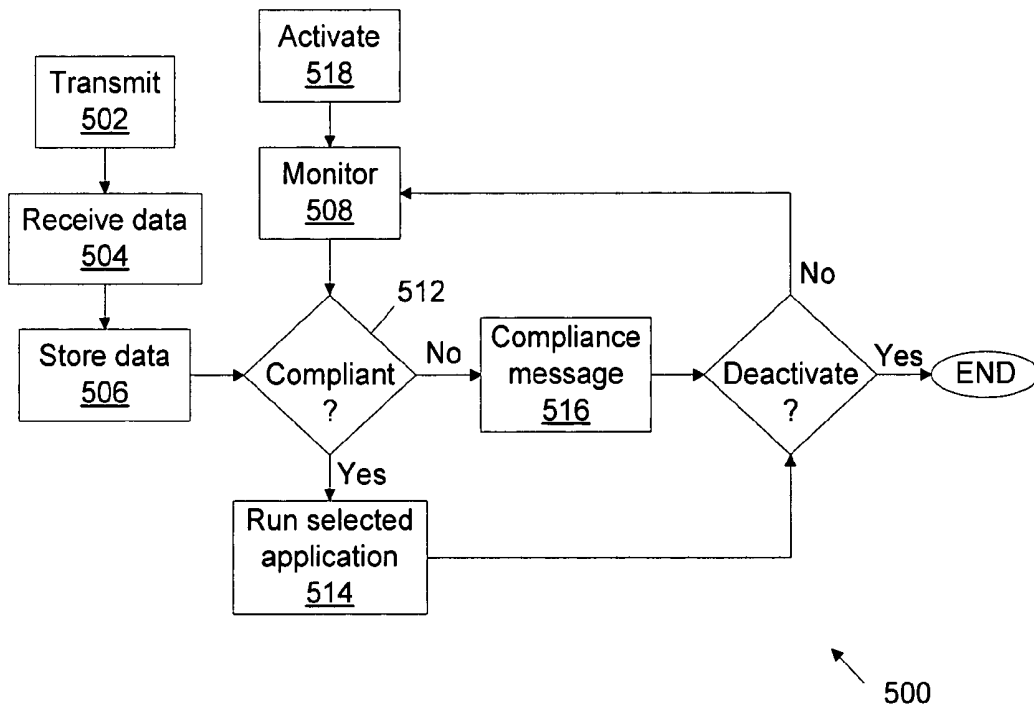 Activate
518
Transmit
502
Monitor
508
Receive data
504
No
512
Store data
506
Compliant
?
No
Compliance
message
516
Deactivate
?
Yes
END
Yes
Run selected
application
514
500